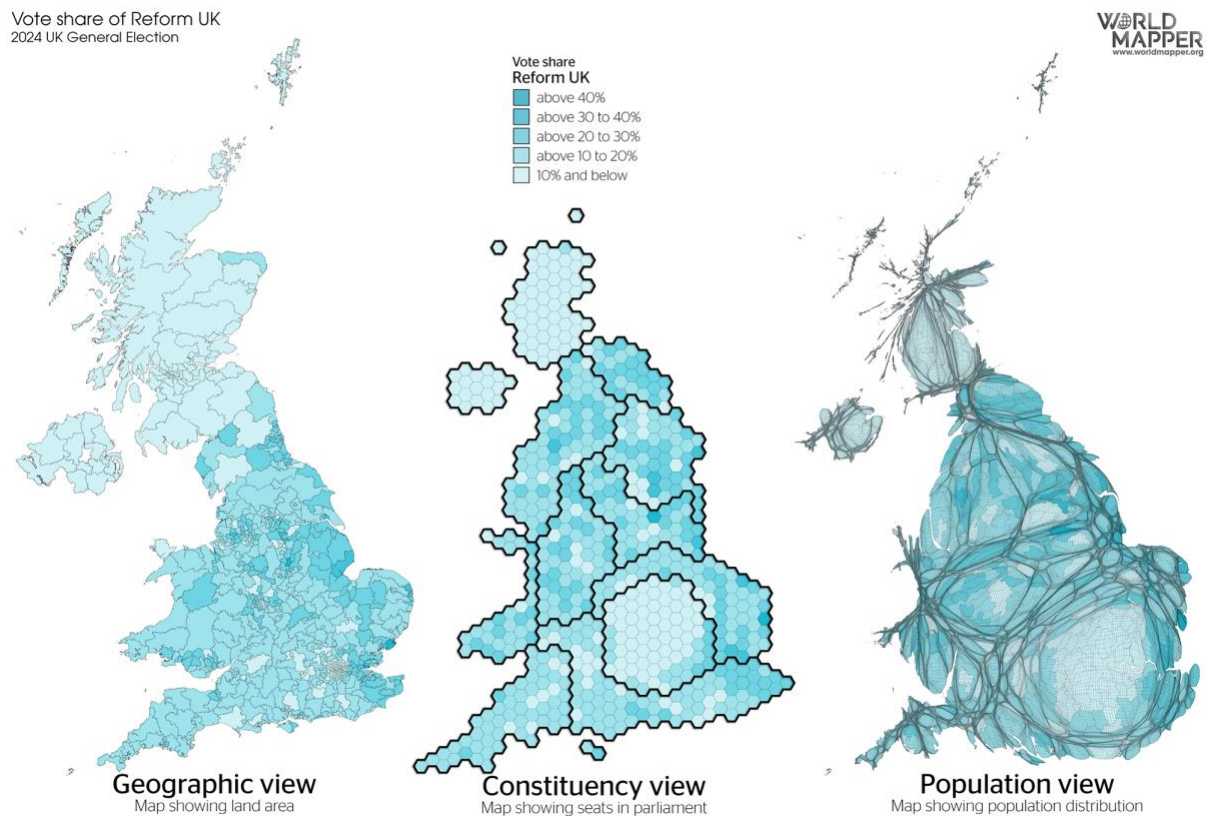 Vote share of Reform UK
2024 UK General Election
WORLD
MAPPER
www.worldmapper.org
Vote share
Reform UK
above 40%
above 30 to 40%
above 20 to 30%
above 10 to 20%
10% and below
Geographic view
Map showing land area
Constituency view
Map showing seats in parliament
Population view
Map showing population distribution